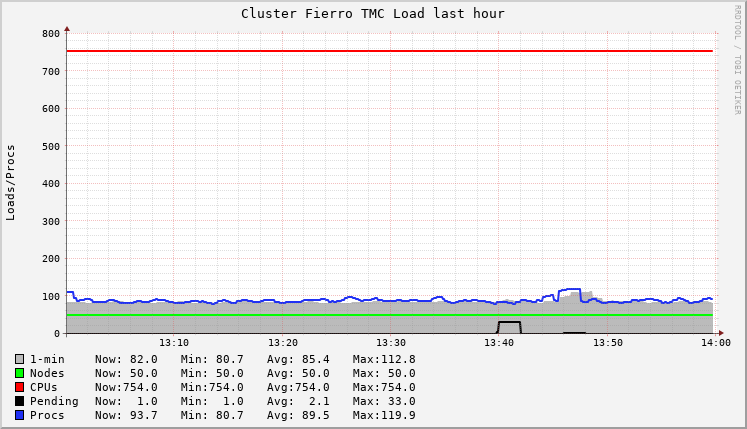 Cluster Fierro TMC Load last hour
RRDTOOL / TOBI OETIKER
Loads/Procs
800
700
600
500
400
300
200
100
0
13:10 13:20 13:30 13:40 13:50 14:00
1-min Now: 82.0 Min: 80.7 Avg: 85.4 Max:112.8
Nodes Now: 50.0 Min: 50.0 Avg: 50.0 Max: 50.0
CPUs Now:754.0 Min:754.0 Avg:754.0 Max:754.0
Pending Now: 1.0 Min: 1.0 Avg: 2.1 Max: 33.0
Procs Now: 93.7 Min: 80.7 Avg: 89.5 Max:119.9